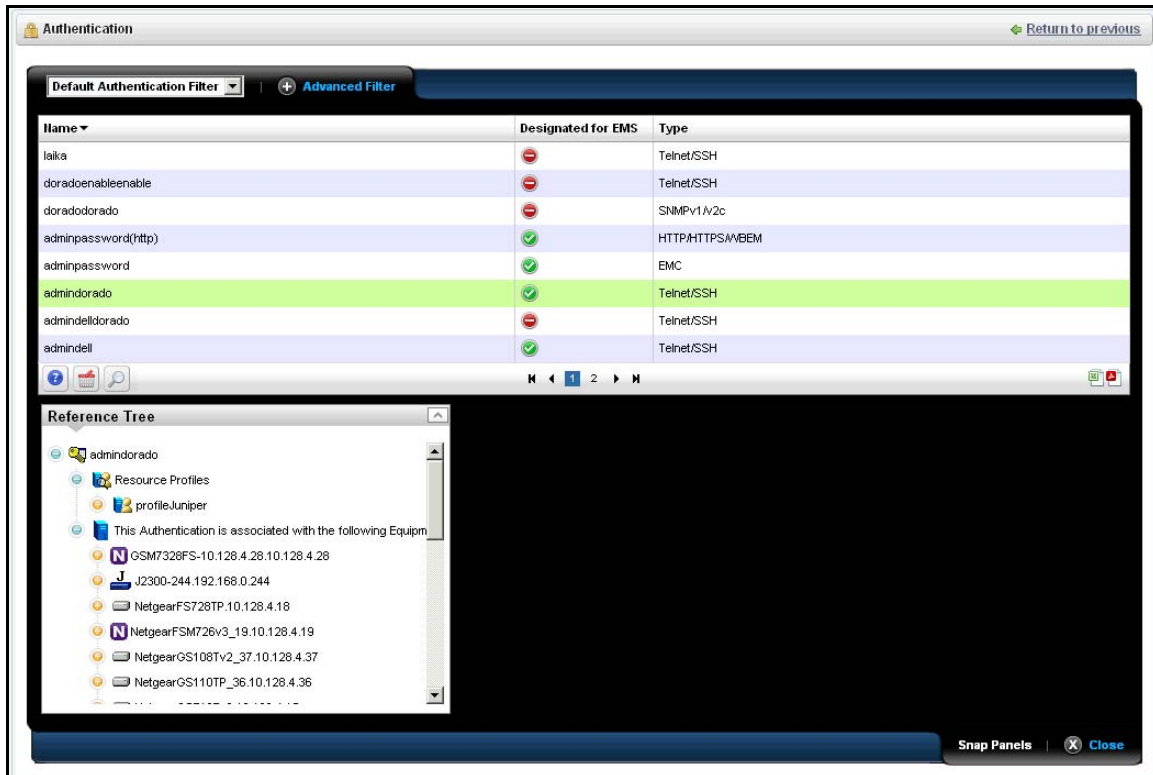 Authentication Return to previous
Default Authentication Filter | Advanced Filter
Name Designated for EMS Type
laika Telnet/SSH
doradoenableenable Telnet/SSH
doradodorado SNMPv1/v2c
adminpassword(http) HTTP/HTTPS/WBEM
adminpassword EMC
admindorado Telnet/SSH
admindelldorado Telnet/SSH
admindell Telnet/SSH
1 2
Reference Tree
admindorado
Resource Profiles
profileJuniper
This Authentication is associated with the following Equipm
N GSM7328FS-10.128.4.28.10.128.4.28
J J2300-244.192.168.0.244
NetgearFS728TP.10.128.4.18
N NetgearFSM726v3_19.10.128.4.19
NetgearGS108Tv2_37.10.128.4.37
NetgearGS110TP_36.10.128.4.36
Snap Panels | X Close